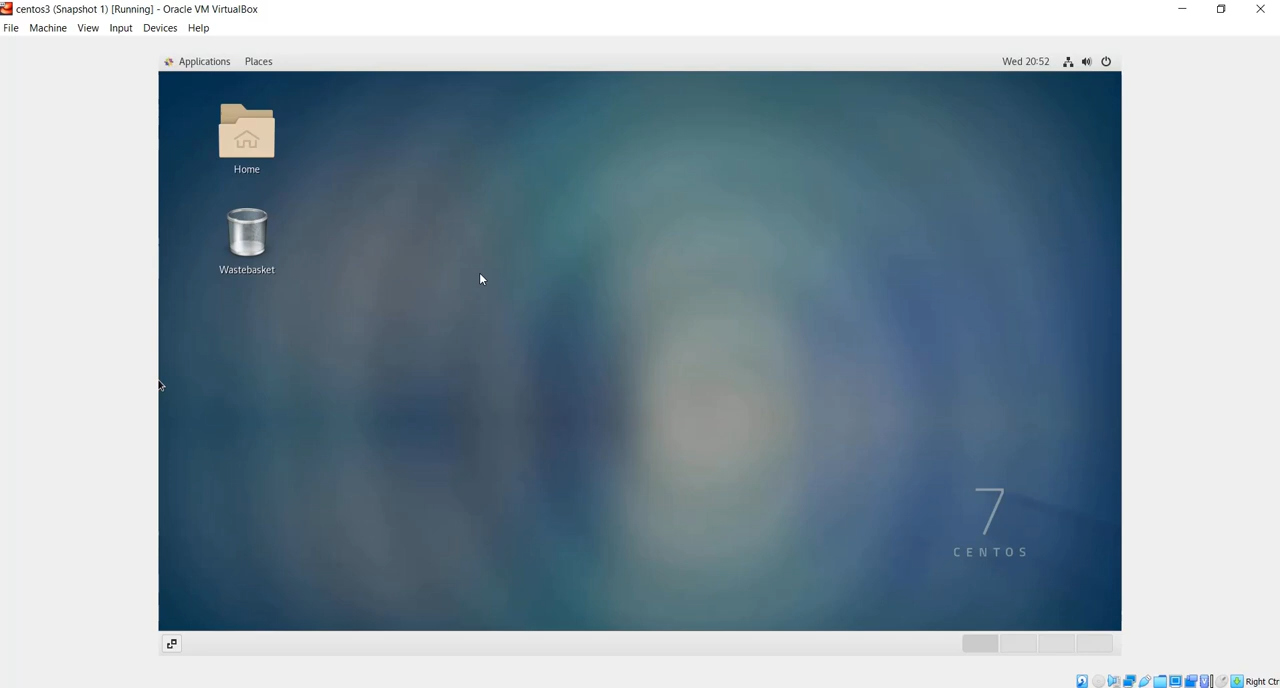 centos3 (Snapshot 1) [Running] - Oracle VM VirtualBox
File Machine View Input Devices Help
Applications Places Wed 20:52
Home
Wastebasket
7
CENTOS
Right Ctr